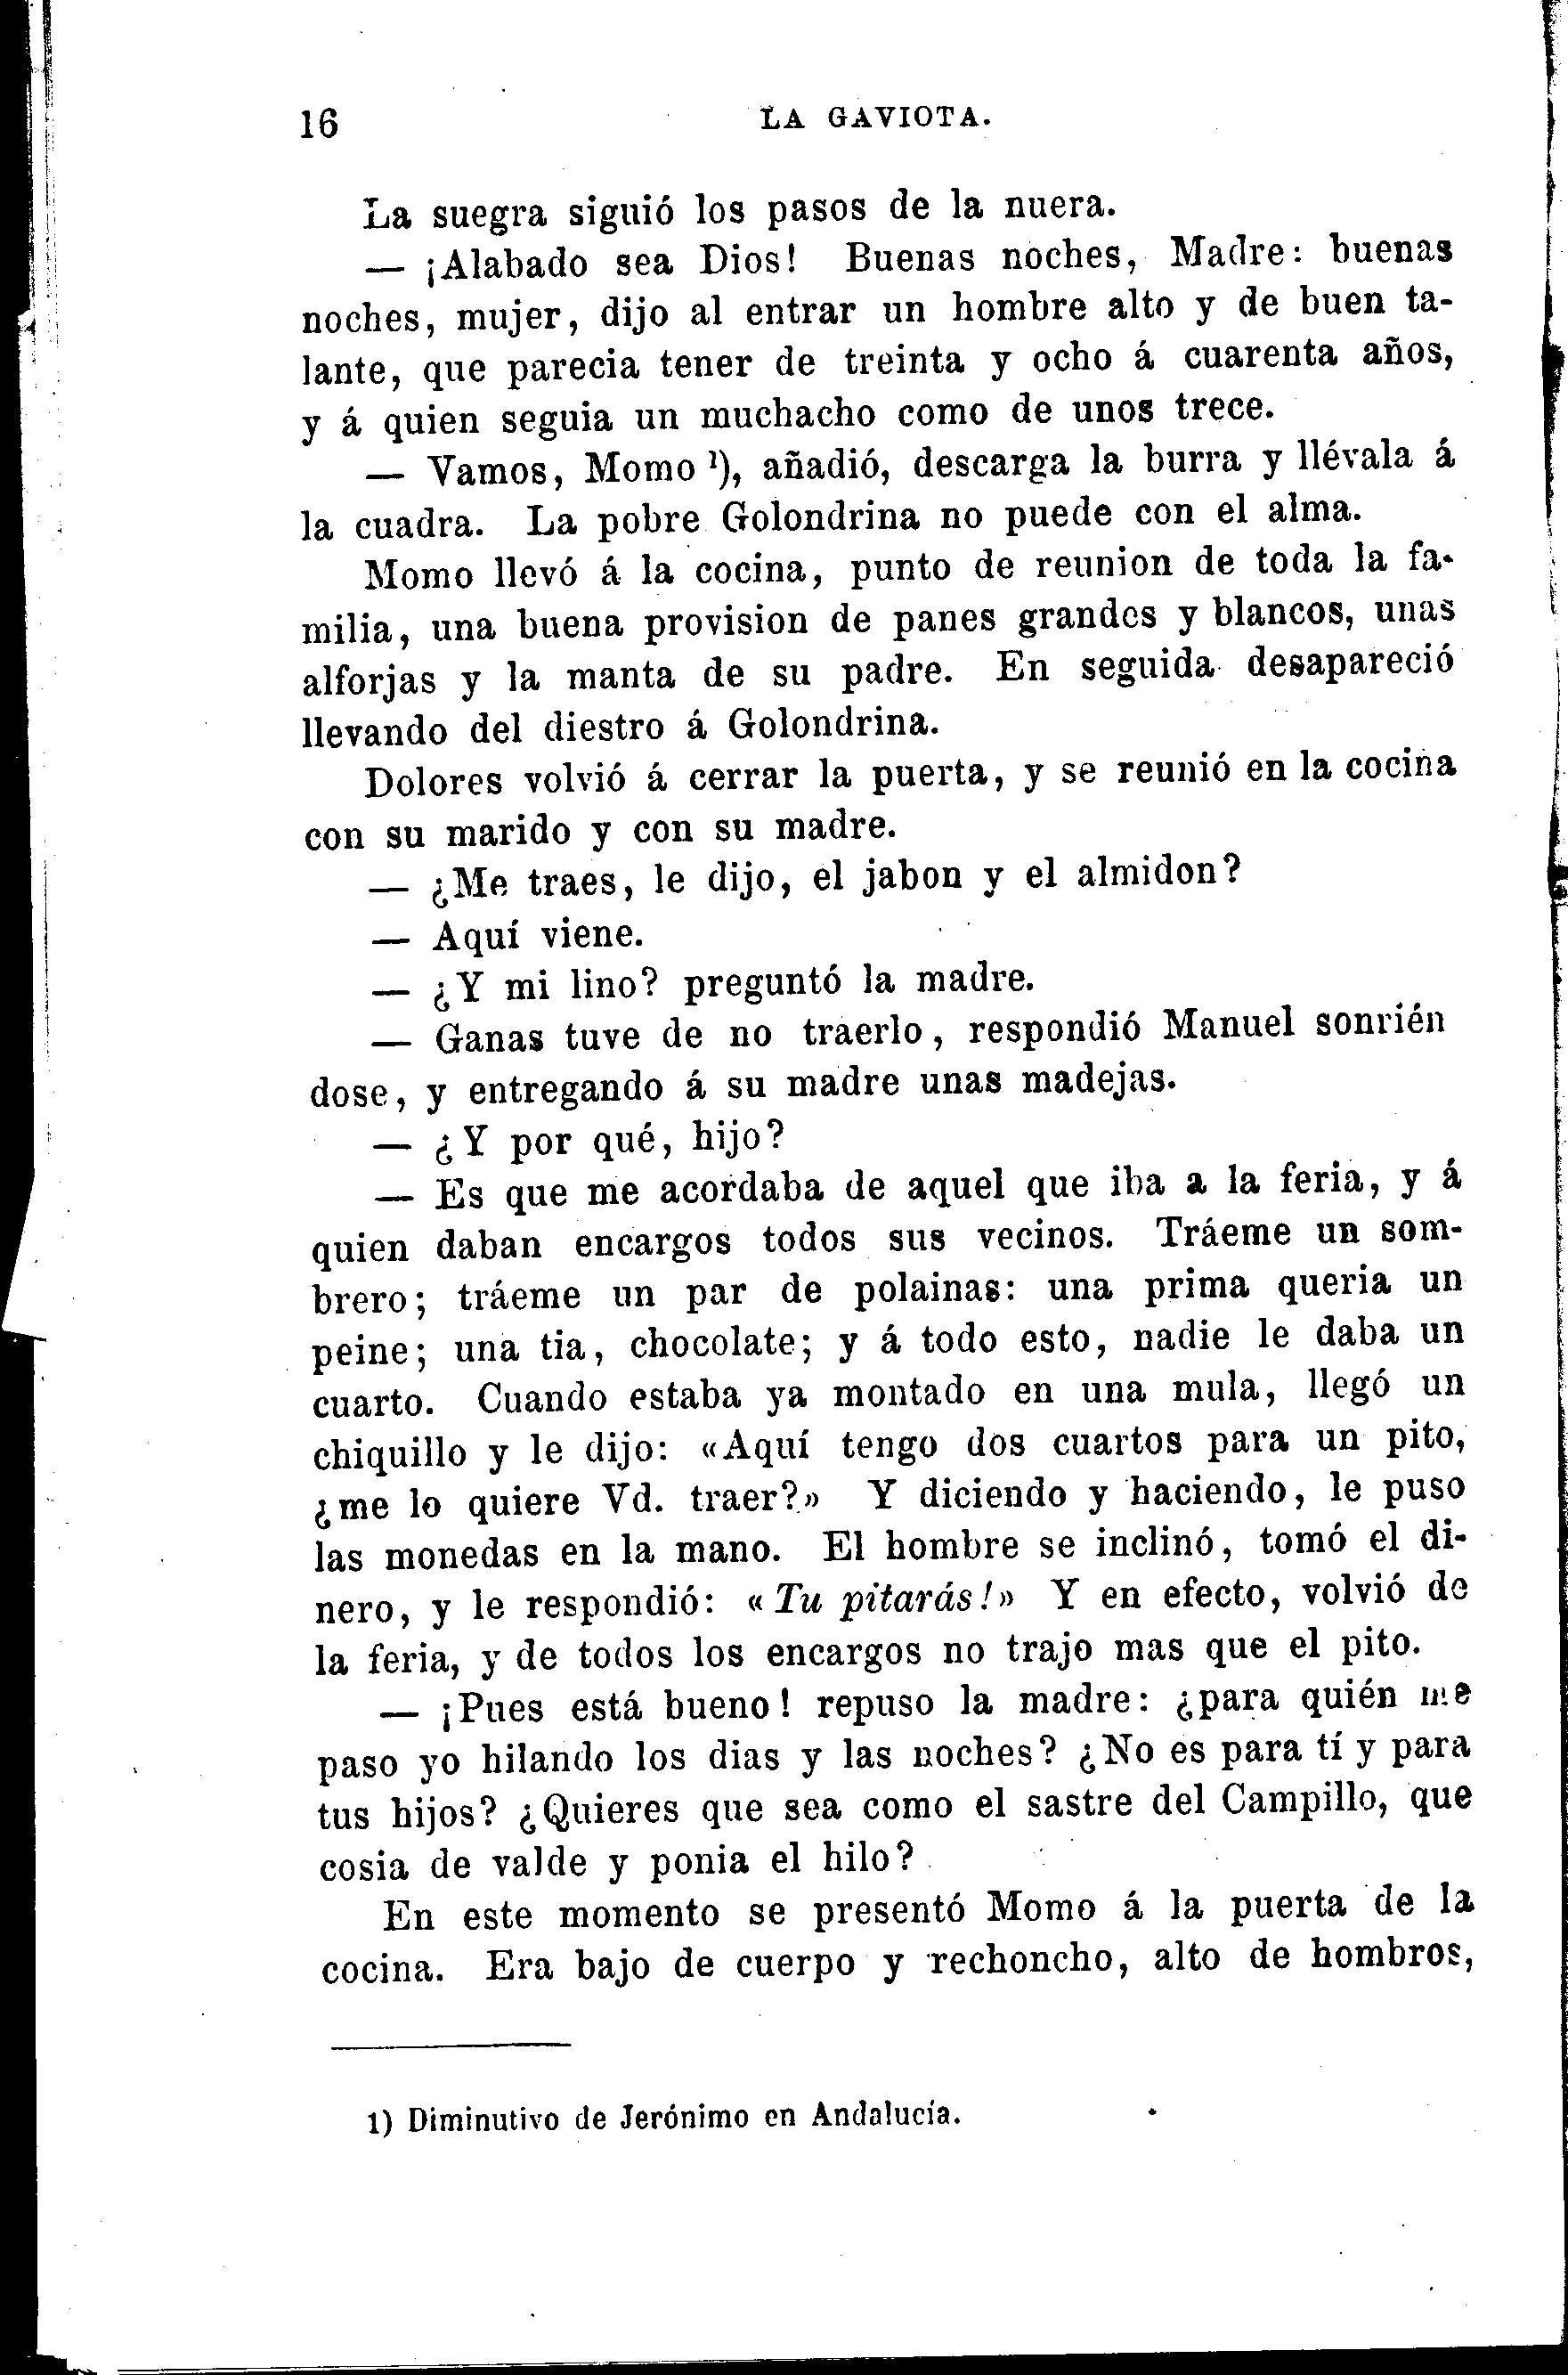 16
LA GAVIOTA.
La suegra siguió los pasos de la nuera.
— ¡Alabado sea Dios! Buenas noches, Madre: buenas
noches, mujer, dijo al entrar un hombre alto y de buen ta-
lante, que parecia tener de treinta y ocho á cuarenta años,
y á quien seguia un muchacho como de unos trece.
— Vamos, Momo ¹), añadió, descarga la burra y llévala á
la cuadra. La pobre Golondrina no puede con el alma.
Momo llevó á la cocina, punto de reunion de toda la fa-
milia, una buena provision de panes grandes y blancos, unas
alforjas y la manta de su padre. En seguida desapareció
llevando del diestro á Golondrina.
Dolores volvió á cerrar la puerta, y se reunió en la cocina
con su marido y con su madre.
— ¿Me traes, le dijo, el jabon y el almidon?
— Aquí viene.
— ¿Y mi lino? preguntó la madre.
— Ganas tuve de no traerlo, respondió Manuel sonrién
dose, y entregando á su madre unas madejas.
— ¿Y por qué, hijo?
— Es que me acordaba de aquel que iba a la feria, y á
quien daban encargos todos sus vecinos. Tráeme un som-
brero; tráeme un par de polainas: una prima queria un
peine; una tia, chocolate; y á todo esto, nadie le daba un
cuarto. Cuando estaba ya montado en una mula, llegó un
chiquillo y le dijo: «Aquí tengo dos cuartos para un pito,
¿me lo quiere Vd. traer?» Y diciendo y haciendo, le puso
las monedas en la mano. El hombre se inclinó, tomó el di-
nero, y le respondió: «Tu pitarás!» Y en efecto, volvió de
la feria, y de todos los encargos no trajo mas que el pito.
— ¡Pues está bueno! repuso la madre: ¿para quién me
paso yo hilando los dias y las noches? ¿No es para tí y para
tus hijos? ¿Quieres que sea como el sastre del Campillo, que
cosia de valde y ponia el hilo?
En este momento se presentó Momo á la puerta de la
cocina. Era bajo de cuerpo y rechoncho, alto de hombros,
1) Diminutivo de Jerónimo en Andalucía.